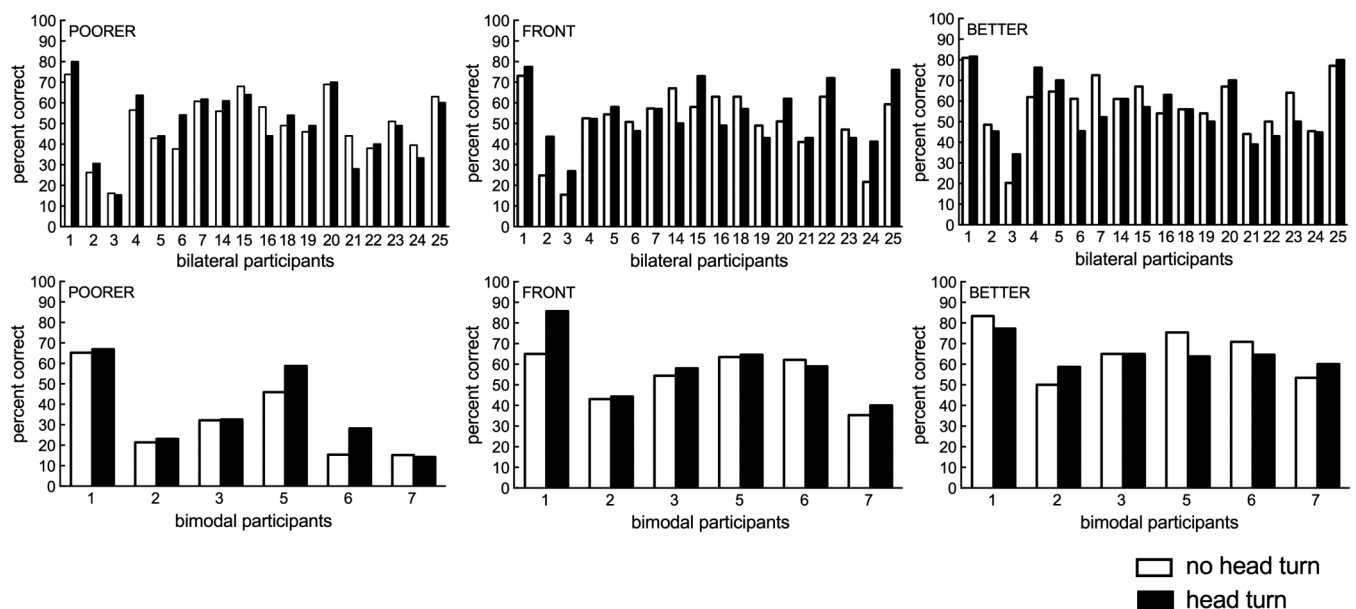 POORER
percent correct
100
90
80
70
60
50
40
30
20
10
0
1 2 3 4 5 6 7 14 15 16 18 19 20 21 22 23 24 25
bilateral participants
FRONT
percent correct
100
90
80
70
60
50
40
30
20
10
0
1 2 3 4 5 6 7 14 15 16 18 19 20 21 22 23 24 25
bilateral participants
BETTER
percent correct
100
90
80
70
60
50
40
30
20
10
0
1 2 3 4 5 6 7 14 15 16 18 19 20 21 22 23 24 25
bilateral participants
POORER
percent correct
100
90
80
70
60
50
40
30
20
10
0
1 2 3 5 6 7
bimodal participants
FRONT
percent correct
100
90
80
70
60
50
40
30
20
10
0
1 2 3 5 6 7
bimodal participants
BETTER
percent correct
100
90
80
70
60
50
40
30
20
10
0
1 2 3 5 6 7
bimodal participants
no head turn
head turn